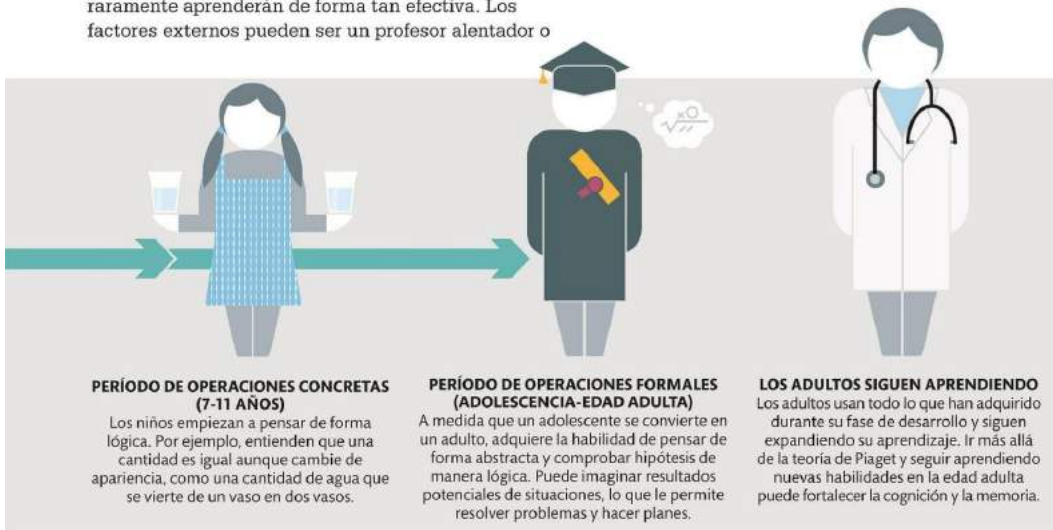 raramente aprenderán de forma tan efectiva. Los
factores externos pueden ser un profesor alentador o
PERÍODO DE OPERACIONES CONCRETAS
(7-11 AÑOS)
Los niños empiezan a pensar de forma
lógica. Por ejemplo, entienden que una
cantidad es igual aunque cambie de
apariencia, como una cantidad de agua que
se vierte de un vaso en dos vasos.
PERÍODO DE OPERACIONES FORMALES
(ADOLESCENCIA-EDAD ADULTA)
A medida que un adolescente se convierte en
un adulto, adquiere la habilidad de pensar de
forma abstracta y comprobar hipótesis de
manera lógica. Puede imaginar resultados
potenciales de situaciones, lo que le permite
resolver problemas y hacer planes.
LOS ADULTOS SIGUEN APRENDIENDO
Los adultos usan todo lo que han adquirido
durante su fase de desarrollo y siguen
expandiendo su aprendizaje. Ir más allá
de la teoría de Piaget y seguir aprendiendo
nuevas habilidades en la edad adulta
puede fortalecer la cognición y la memoria.